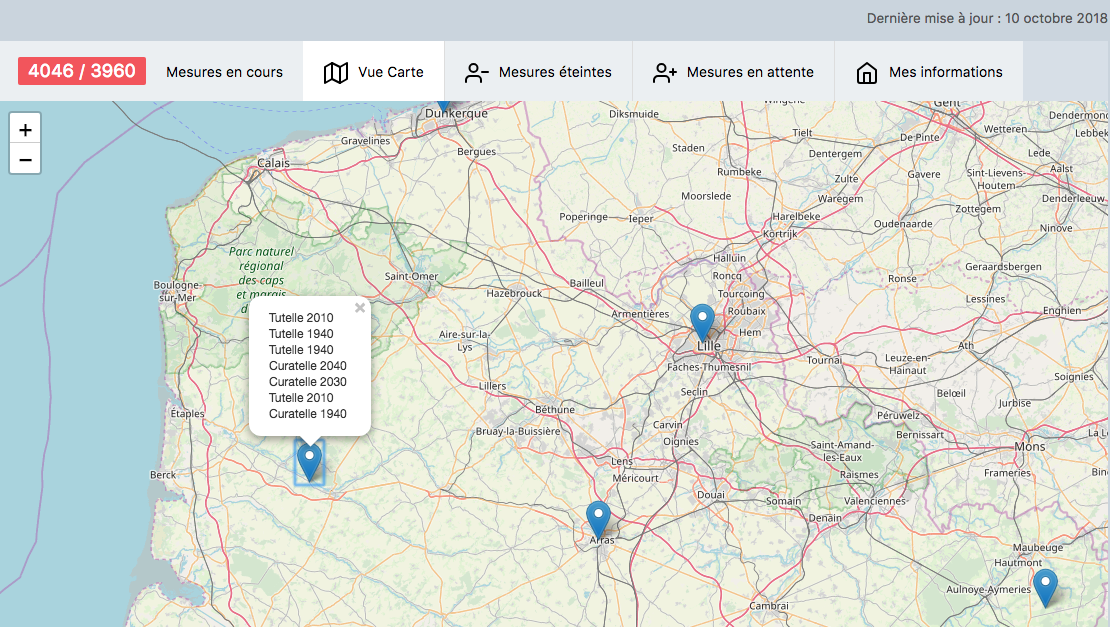 Dernière mise à jour : 10 octobre 2018
4046 / 3960
Mesures en cours
Vue Carte
Mesures éteintes
Mesures en attente
Mes informations
+
−
Dunkerque
Diksmuide
Gent
Dendermond
Gravelines
Tielt
De Pinte
Wetteren
Lebbek
Bergues
Staden
Dentergem
Lede
Calais
Aalst
Rumbeke
Zulte
Gavere
Sint-Lievens-
Houtem
Moorslede
Waregem
Denderleeuw
Zottegem
Poperinge
Ieper
Harelbeke
Oudenaarde
Ninove
Kortrijk
Parc naturel
régional
des caps
et marais
d
Halluin
Geraardsbergen
Saint-Omer
Roncq
Ronse
Boulogne-
sur-Mer
Bailleul
Hazebrouck
Tourcoing
Lessines
Armentières
Roubaix
Enghien
×
Tutelle 2010
Tutelle 1940
Tutelle 1940
Curatelle 2040
Curatelle 2030
Tutelle 2010
Curatelle 1940
Aire-sur-la-
Lys
Hem
Lille
Ath
Tournai
Leuze-en-
Hainaut
Faches-Thumesnil
Soignies
Lillers
Seclin
Belœil
Jurbise
Étaples
Béthune
Péruwelz
Carvin
Bruay-la-Buissière
Oignies
Bernissart
La L
Saint-Amand-
les-Eaux
Mons
Lens
Berck
Méricourt
Raismes
Frameries
Bin
Douai
Somain
Valenciennes
Denain
Arras
Maubeuge
Hautmont
Aulnoye-Aymeries
Cambrai